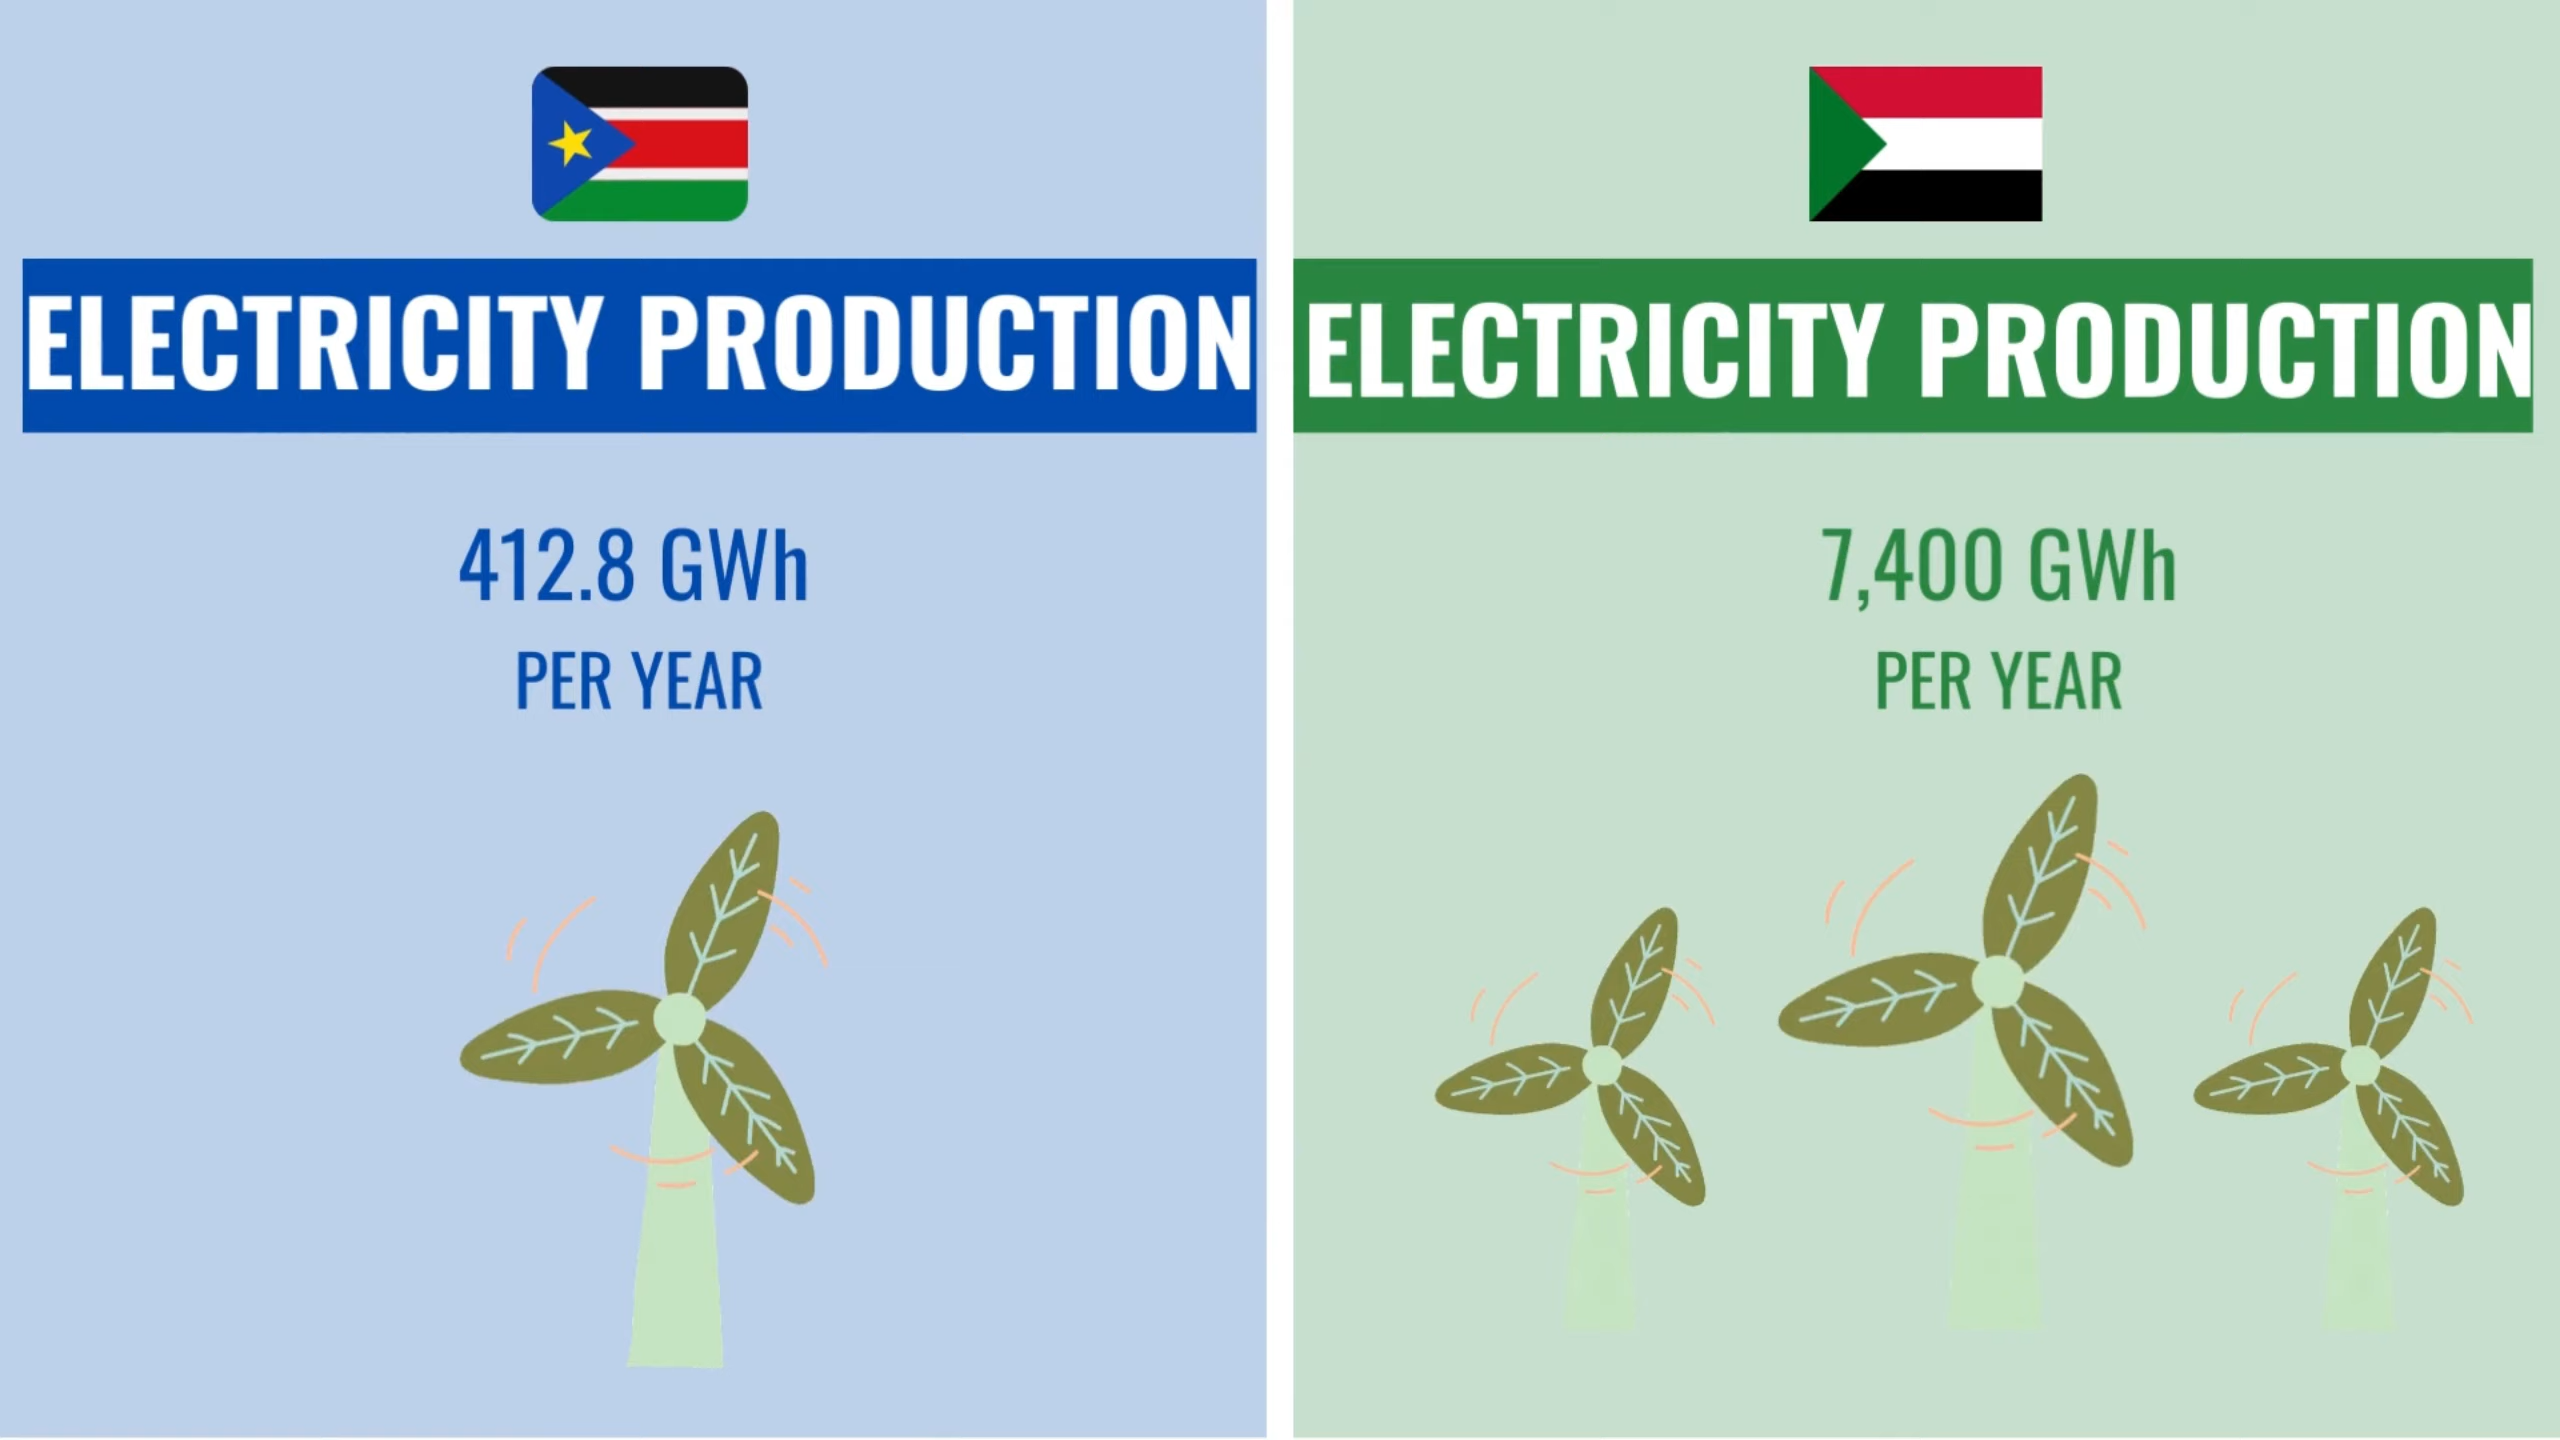 ELECTRICITY PRODUCTION
412.8 GWh
PER YEAR
ELECTRICITY PRODUCTION
7,400 GWh
PER YEAR